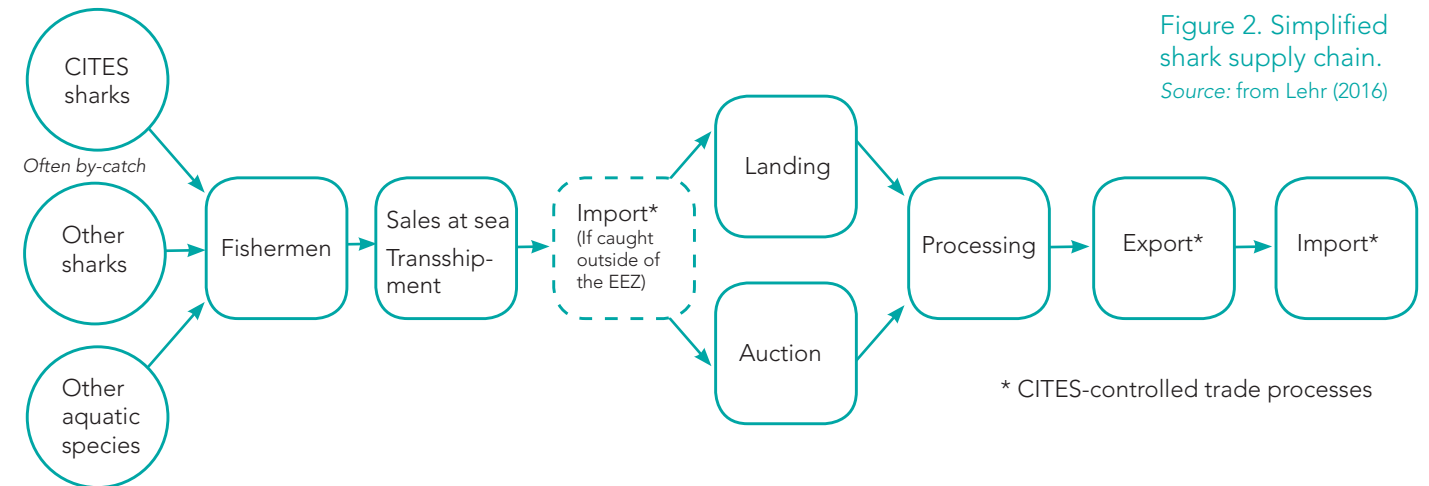 Figure 2. Simplified
shark supply chain.
Source: from Lehr (2016)
CITES
sharks
Often by-catch
Other
sharks
Other
aquatic
species
Fishermen
Sales at sea
Transship-
ment
Import*
(If caught
outside of
the EEZ)
Landing
Auction
Processing
Export*
Import*
* CITES-controlled trade processes